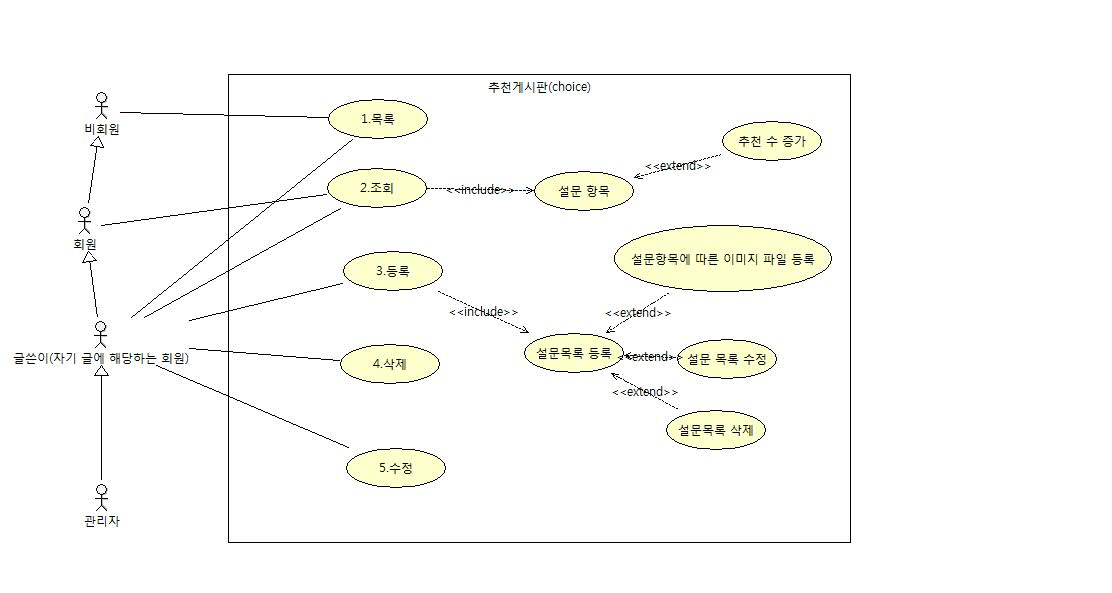 추천게시판(choice)
비회원
1.목록
추천 수 증가
<<extend>>
2.조회
<<include>>
설문 항목
회원
3.등록
설문항목에 따른 이미지 파일 등록
<<include>>
<<extend>>
글쓴이(자기 글에 해당하는 회원)
설문목록 등록
<<extend>>
설문 목록 수정
4.삭제
<<extend>>
설문목록 삭제
5.수정
관리자